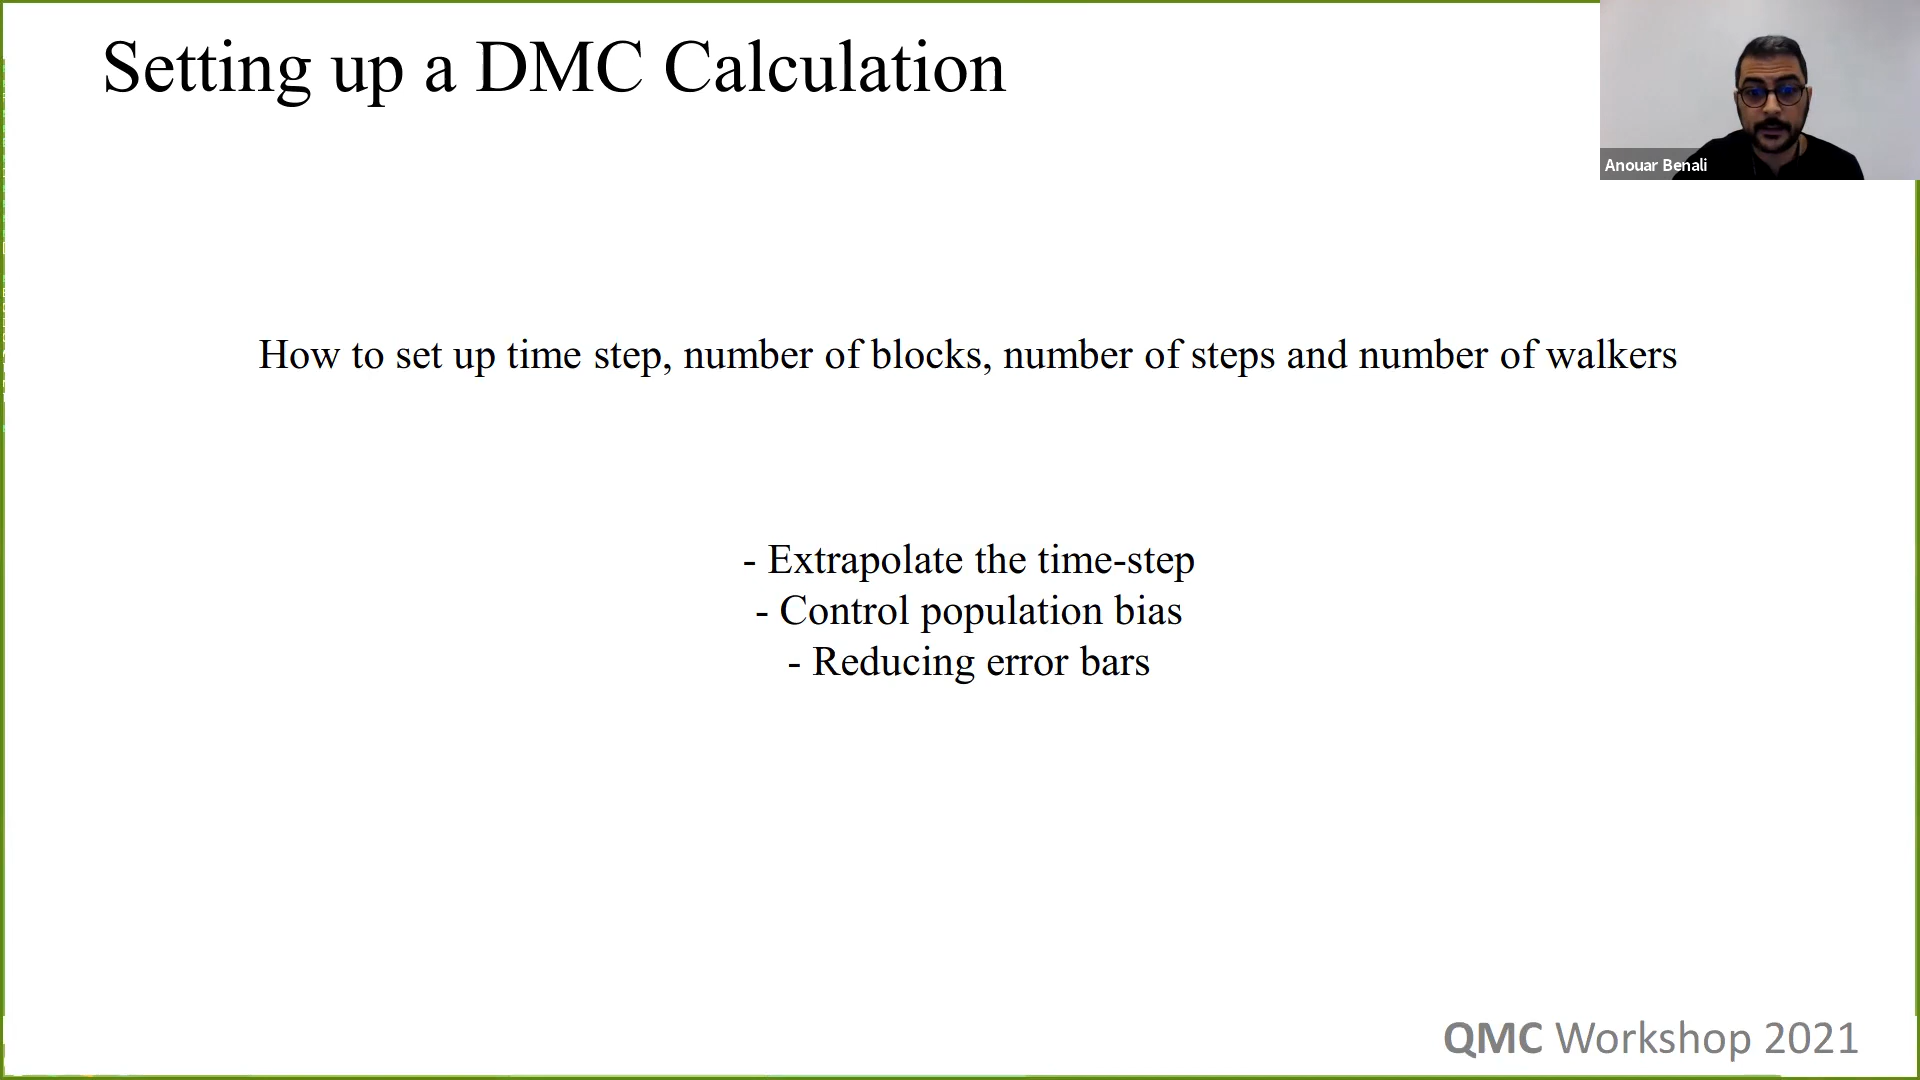 Setting up a DMC Calculation
Anouar Benali
How to set up time step, number of blocks, number of steps and number of walkers
- Extrapolate the time-step
- Control population bias
- Reducing error bars
QMC Workshop 2021